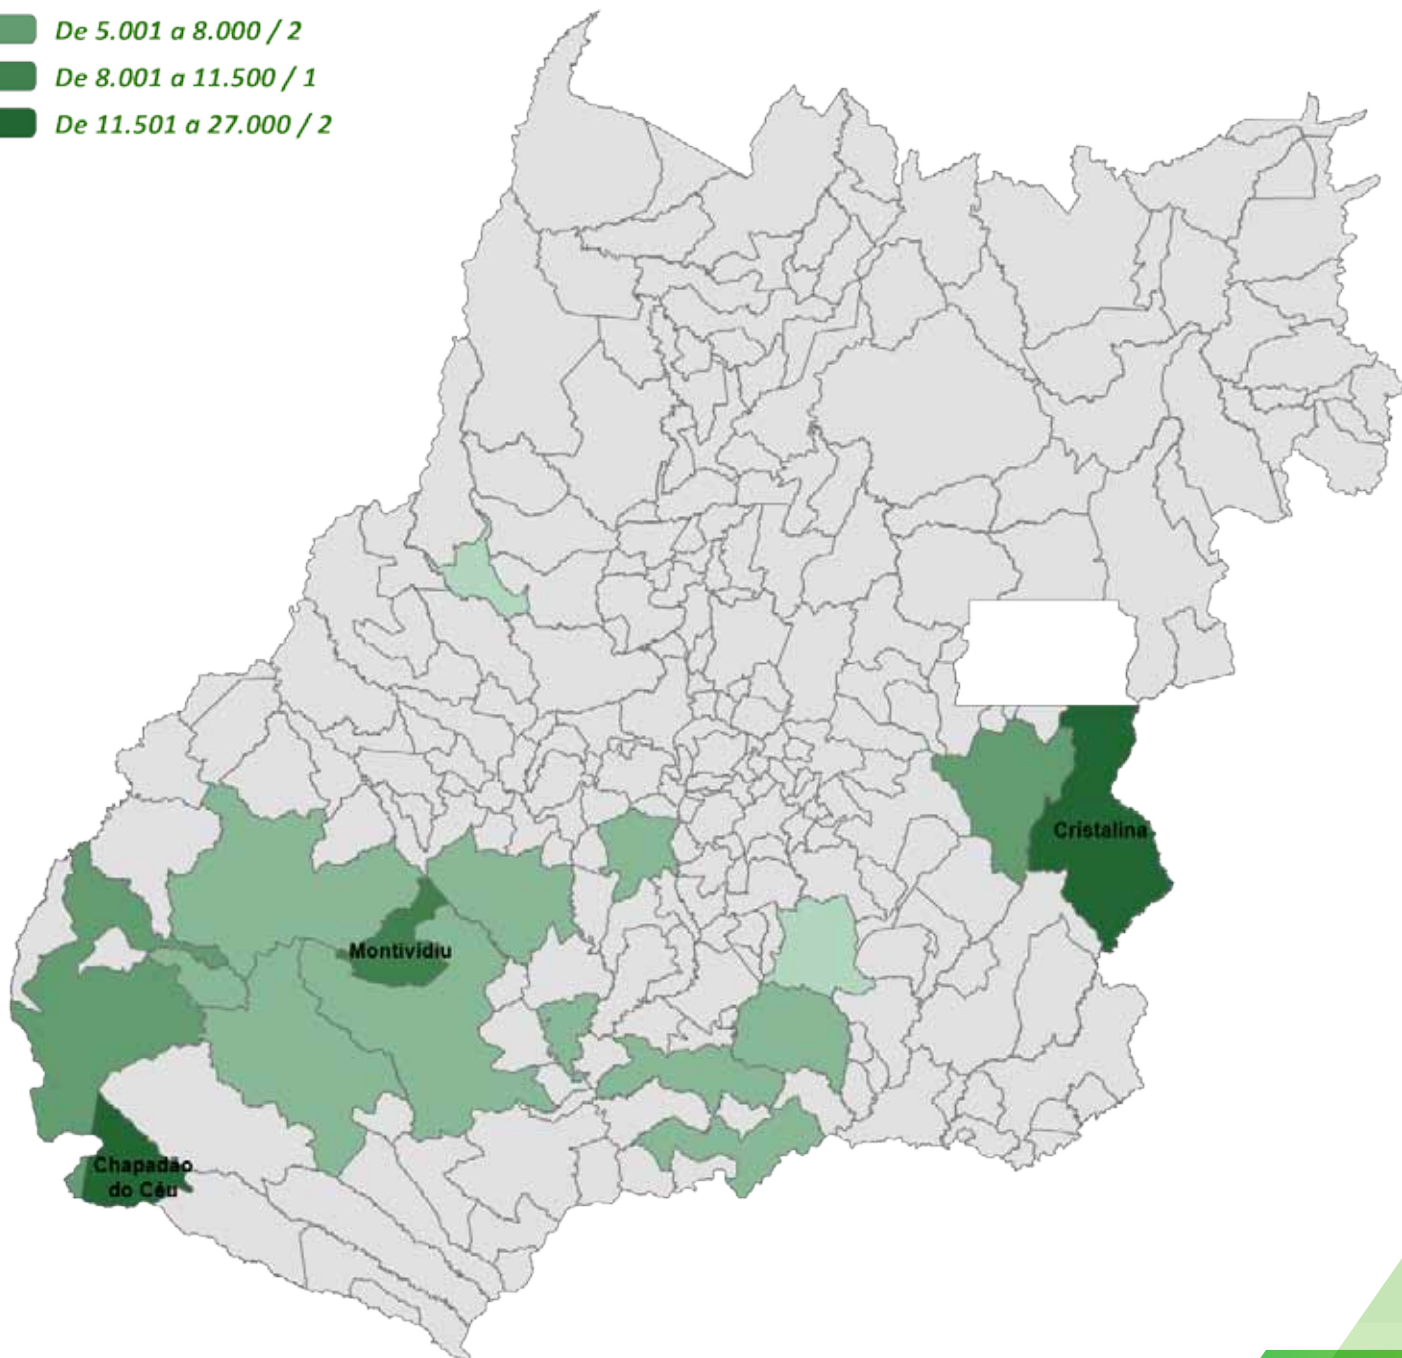 De 5.001 a 8.000 / 2
De 8.001 a 11.500 / 1
De 11.501 a 27.000 / 2
Cristalina
Montividiu
Chapadão
do Céu